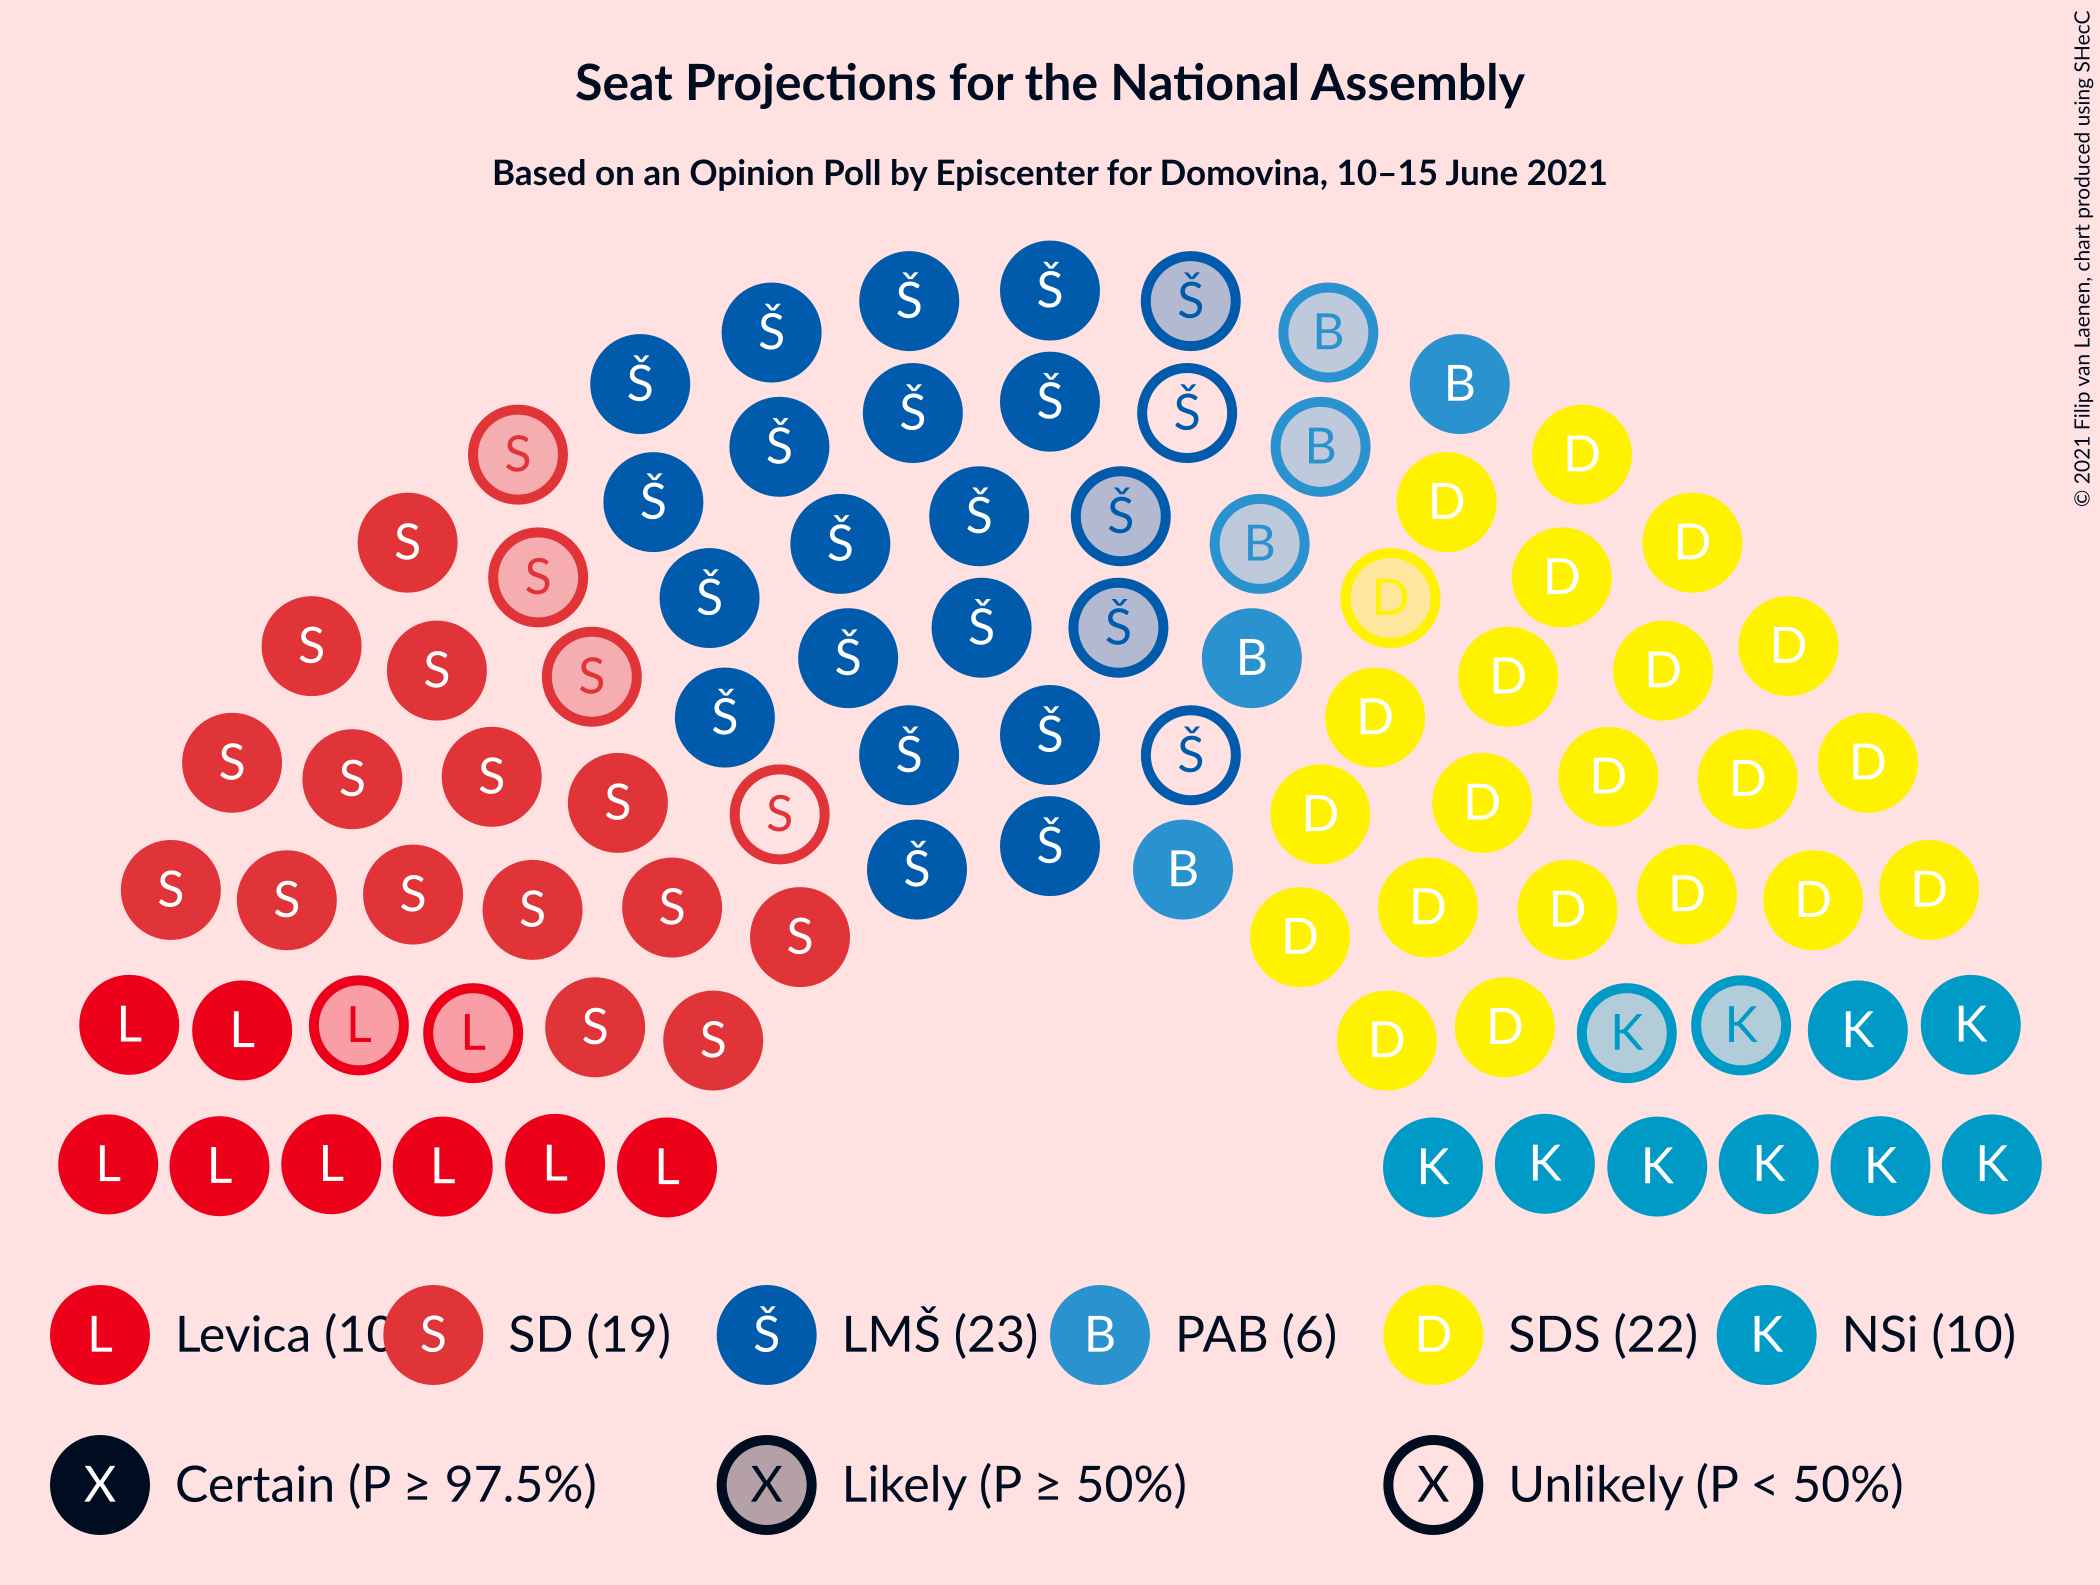 Seat Projections for the National Assembly
Based on an Opinion Poll by Episcenter for Domovina, 10–15 June 2021
© 2021 Filip van Laenen, chart produced using SHecC
Š Š Š Š B
Š Š B
S Š Š Š Š B D
S Š Š B D D
S Š Š Š B D D
S S Š D D
S S Š Š Š B D D D
S S Š Š Š D D D
S S S S S Š D D D D D
S S S S S S Š Š B D D D D D D
L L L L S S D D K K K K
L L L L L L K K K K K K
L Levica (10 S SD (19) Š LMŠ (23) B PAB (6) D SDS (22) K NSi (10)
X Certain (P ≥ 97.5%) X Likely (P ≥ 50%) X Unlikely (P < 50%)